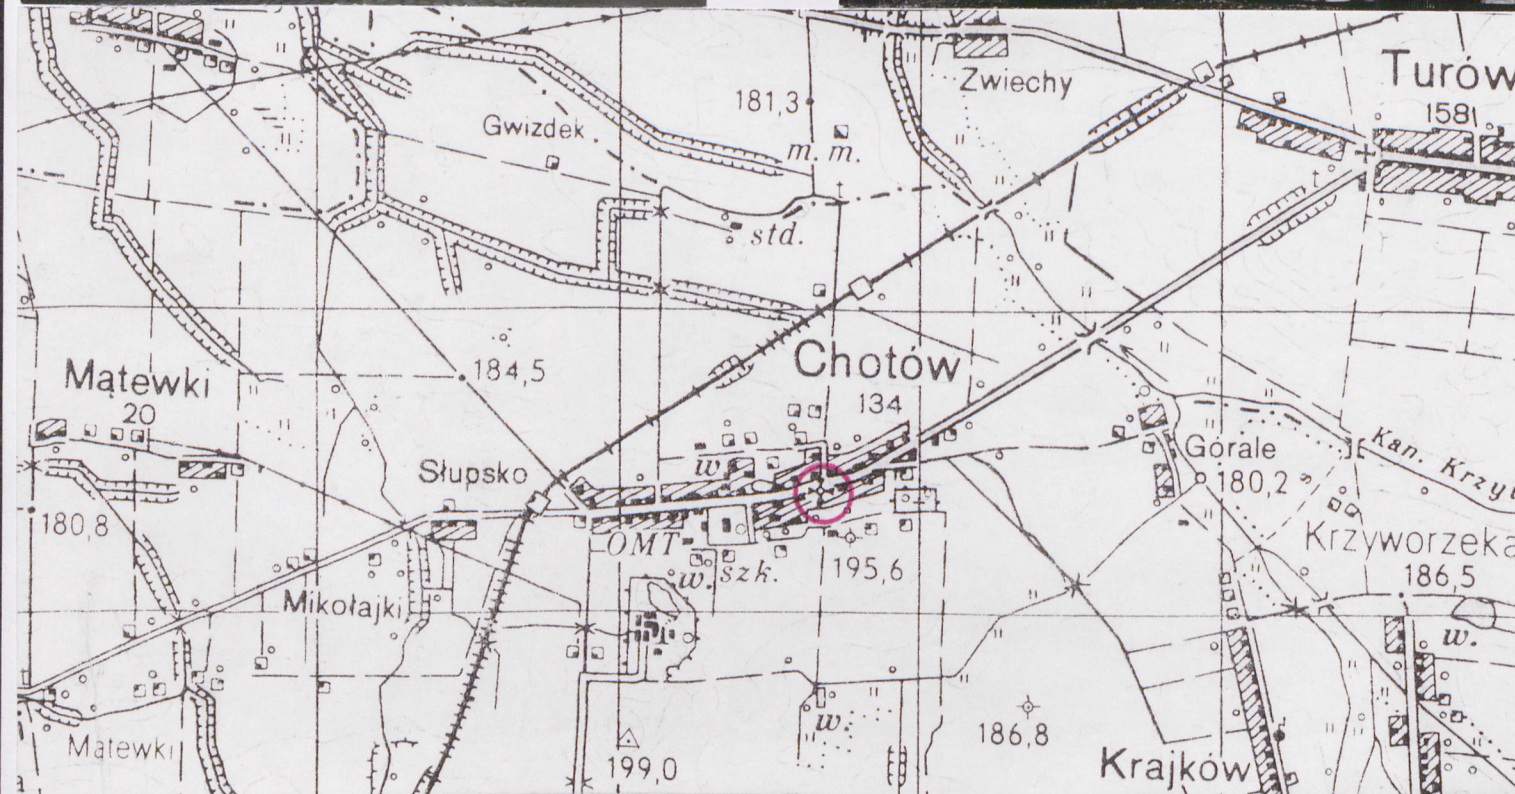 Zwiechy
Turów
1581
181,3
Gwizdek
m. m.
std.
Chotów
134
Mątewki
20
184,5
Słupsko
w.
Górale
180,2
Kan. Krzy
180,8
OMT
szk.
w.
195,6
Krzyworzeka
186,5
Mikołajki
w.
w.
186,8
Mątewki
199,0
Krajków